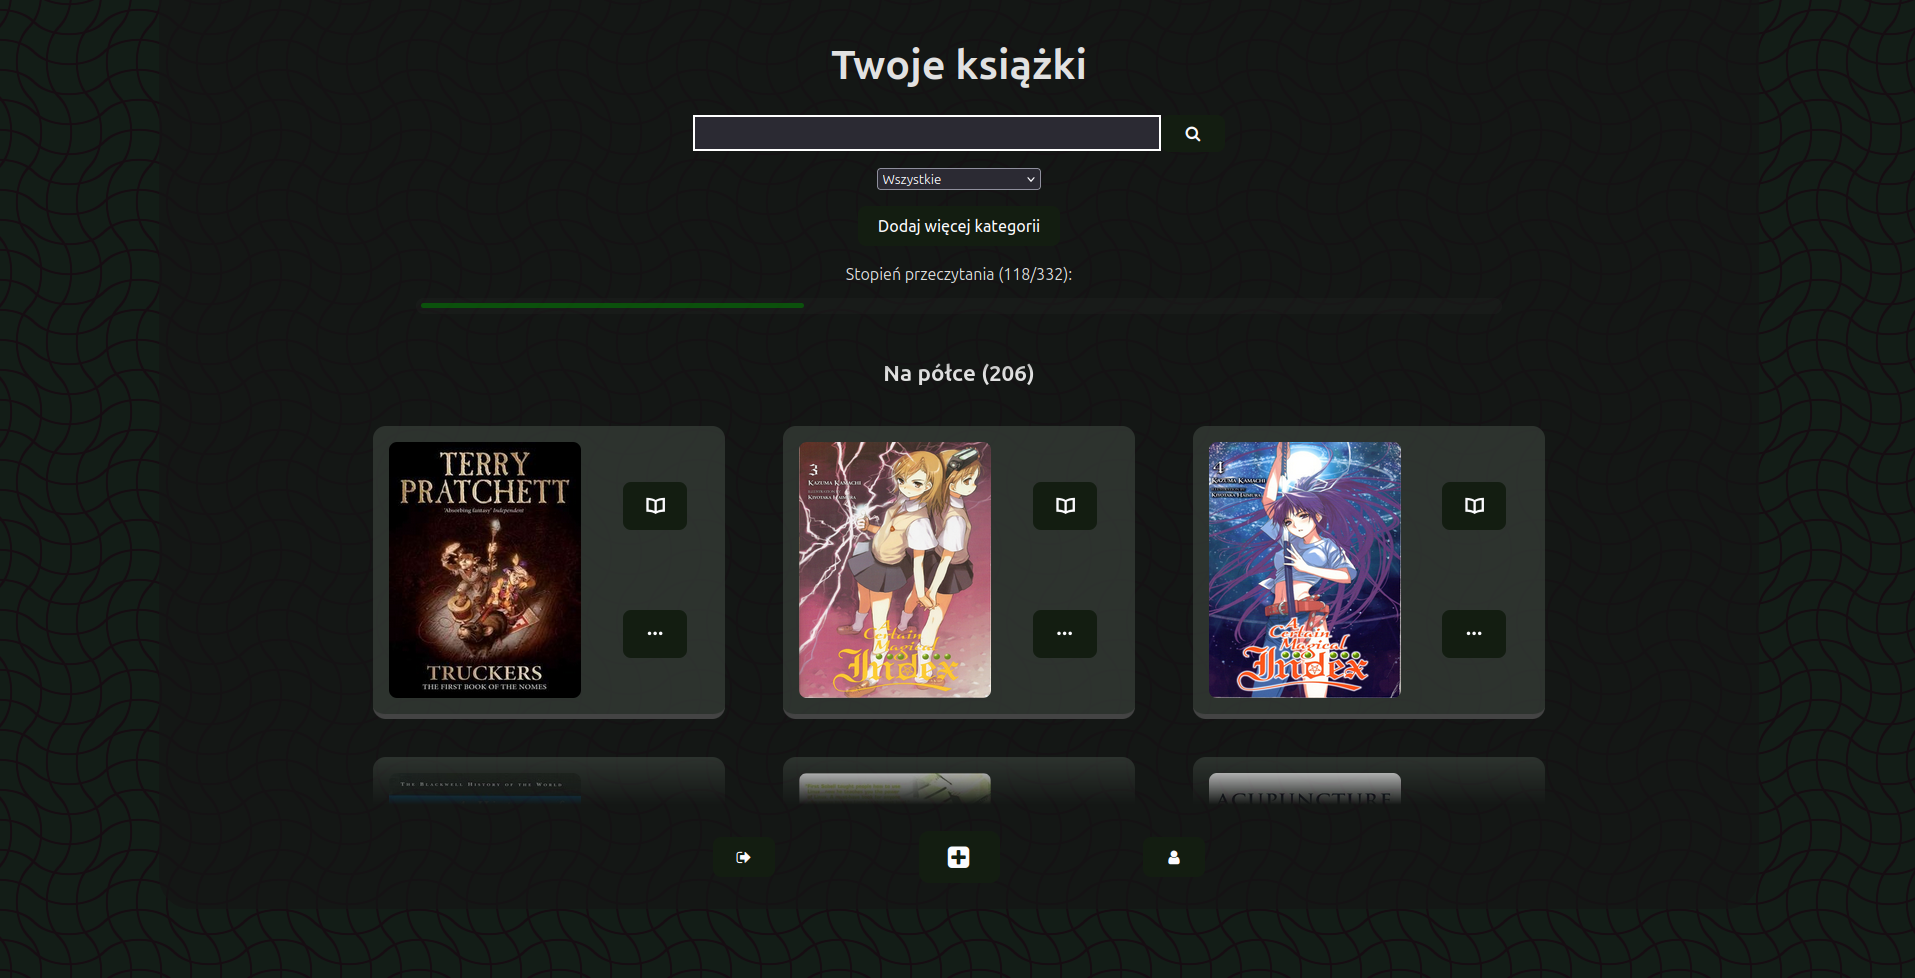 Twoje książki
Wszystkie
Dodaj więcej kategorii
Stopień przeczytania (118/332):
Na półce (206)
TERRY
PRATCHETT
'Absorbing fantasy' Independent
TRUCKERS
THE FIRST BOOK OF THE NOMES
3
KAZUMA KAMACHI
KIYOTAKA HAIMURA
A
Certain
Magical
Index
4
KAZUMA KAMACHI
KIYOTAKA HAIMURA
A
Certain
Magical
Index
THE BLACKWELL HISTORY OF THE WORLD
ACUPUNCTURE